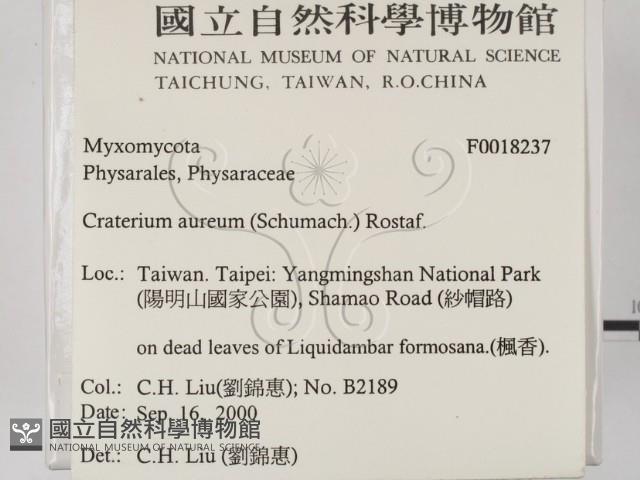 國立自然科學博物館
NATIONAL MUSEUM OF NATURAL SCIENCE
TAICHUNG, TAIWAN, R.O.CHINA
Myxomycota F0018237
Physarales, Physaraceae
Craterium aureum (Schumach.) Rostaf.
Loc.: Taiwan. Taipei: Yangmingshan National Park
(陽明山國家公園), Shamao Road (紗帽路)
on dead leaves of Liquidambar formosana.(楓香).
Col.: C.H. Liu(劉錦惠); No. B2189
Date: Sep. 16, 2000
國立自然科學博物館
NATIONAL MUSEUM OF NATURAL SCIENCE
Det.: C.H. Liu (劉錦惠)